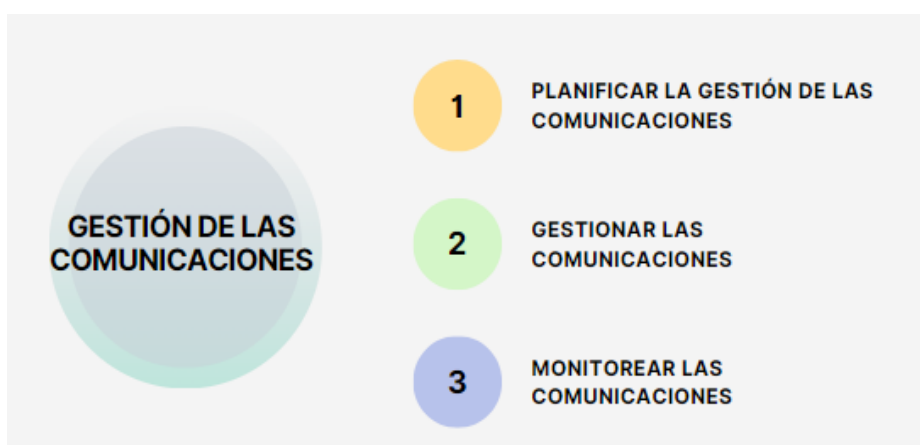 GESTIÓN DE LAS
COMUNICACIONES
1
PLANIFICAR LA GESTIÓN DE LAS
COMUNICACIONES
2
GESTIONAR LAS
COMUNICACIONES
3
MONITOREAR LAS
COMUNICACIONES